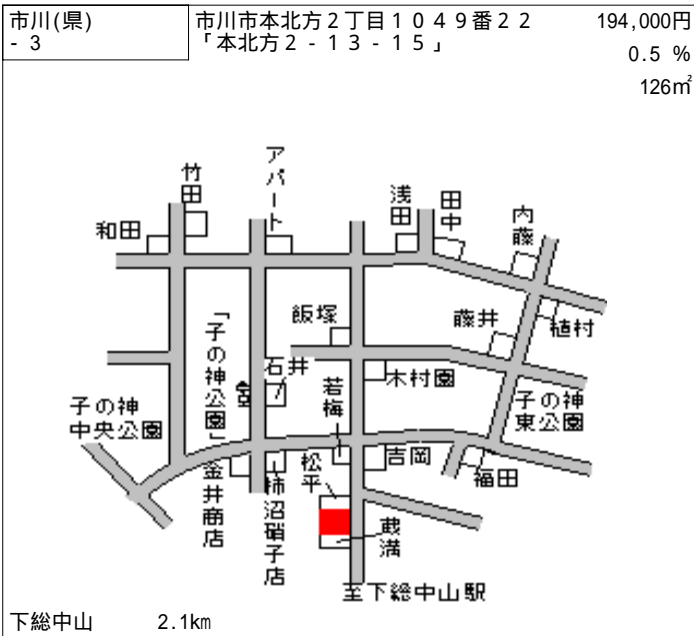 市川(県)
- 3
市川市本北方2丁目1049番22
「本北方2-13-15」
194,000円
0.5 %
126㎡
竹田
アパート
浅田
田中
内藤
和田
飯塚
藤井
植村
「子の神公園」
石井
若梅
木村園
子の神
中央公園
子の神
東公園
金井商店
柿沼硝子店
松平
吉岡
福田
蔵満
至下総中山駅
下総中山 2.1km